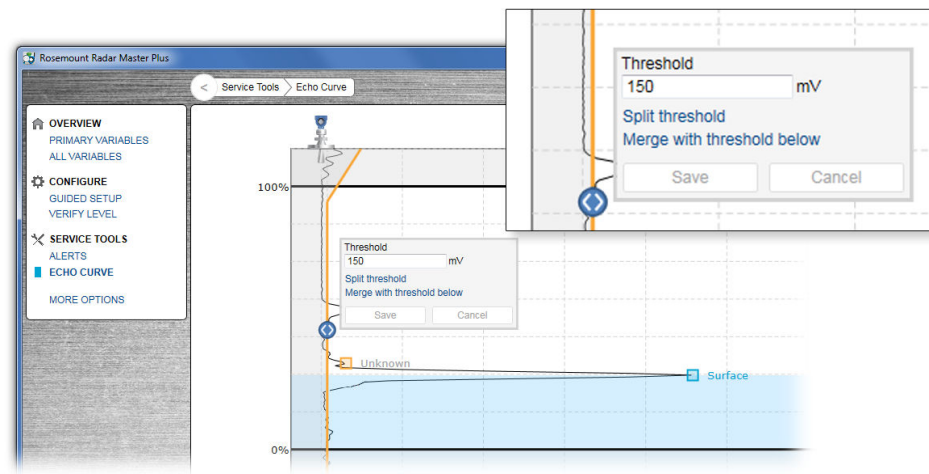 Rosemount Radar Master Plus
< Service Tools > Echo Curve
OVERVIEW
PRIMARY VARIABLES
ALL VARIABLES
CONFIGURE
GUIDED SETUP
VERIFY LEVEL
SERVICE TOOLS
ALERTS
ECHO CURVE
MORE OPTIONS
100%
Threshold
150 mV
Split threshold
Merge with threshold below
Save Cancel
Unknown
Surface
0%
Threshold
150 mV
Split threshold
Merge with threshold below
Save Cancel